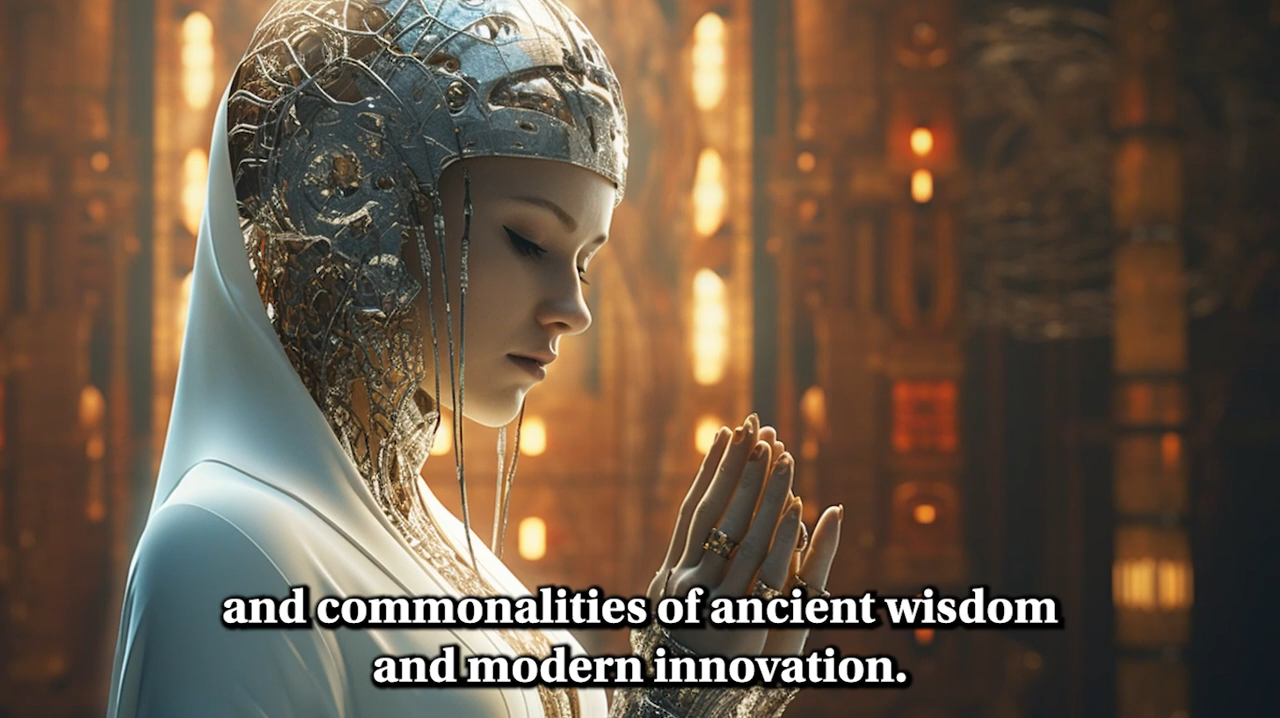 and commonalities of ancient wisdom
and modern innovation.